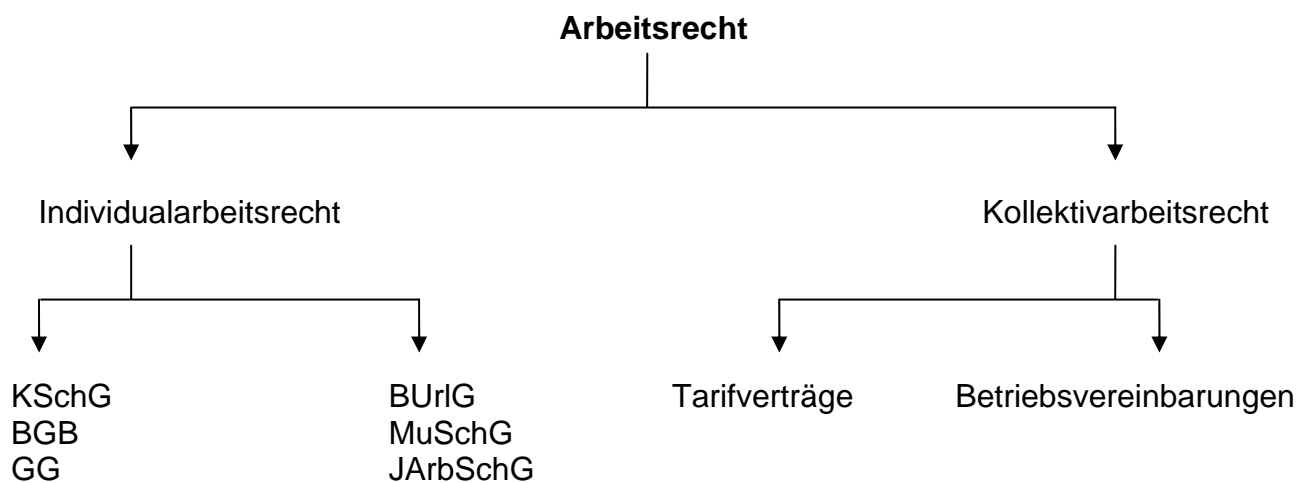 Arbeitsrecht
Individualarbeitsrecht Kollektivarbeitsrecht
KSchG BUrlG Tarifverträge Betriebsvereinbarungen
BGB MuSchG
GG JArbSchG